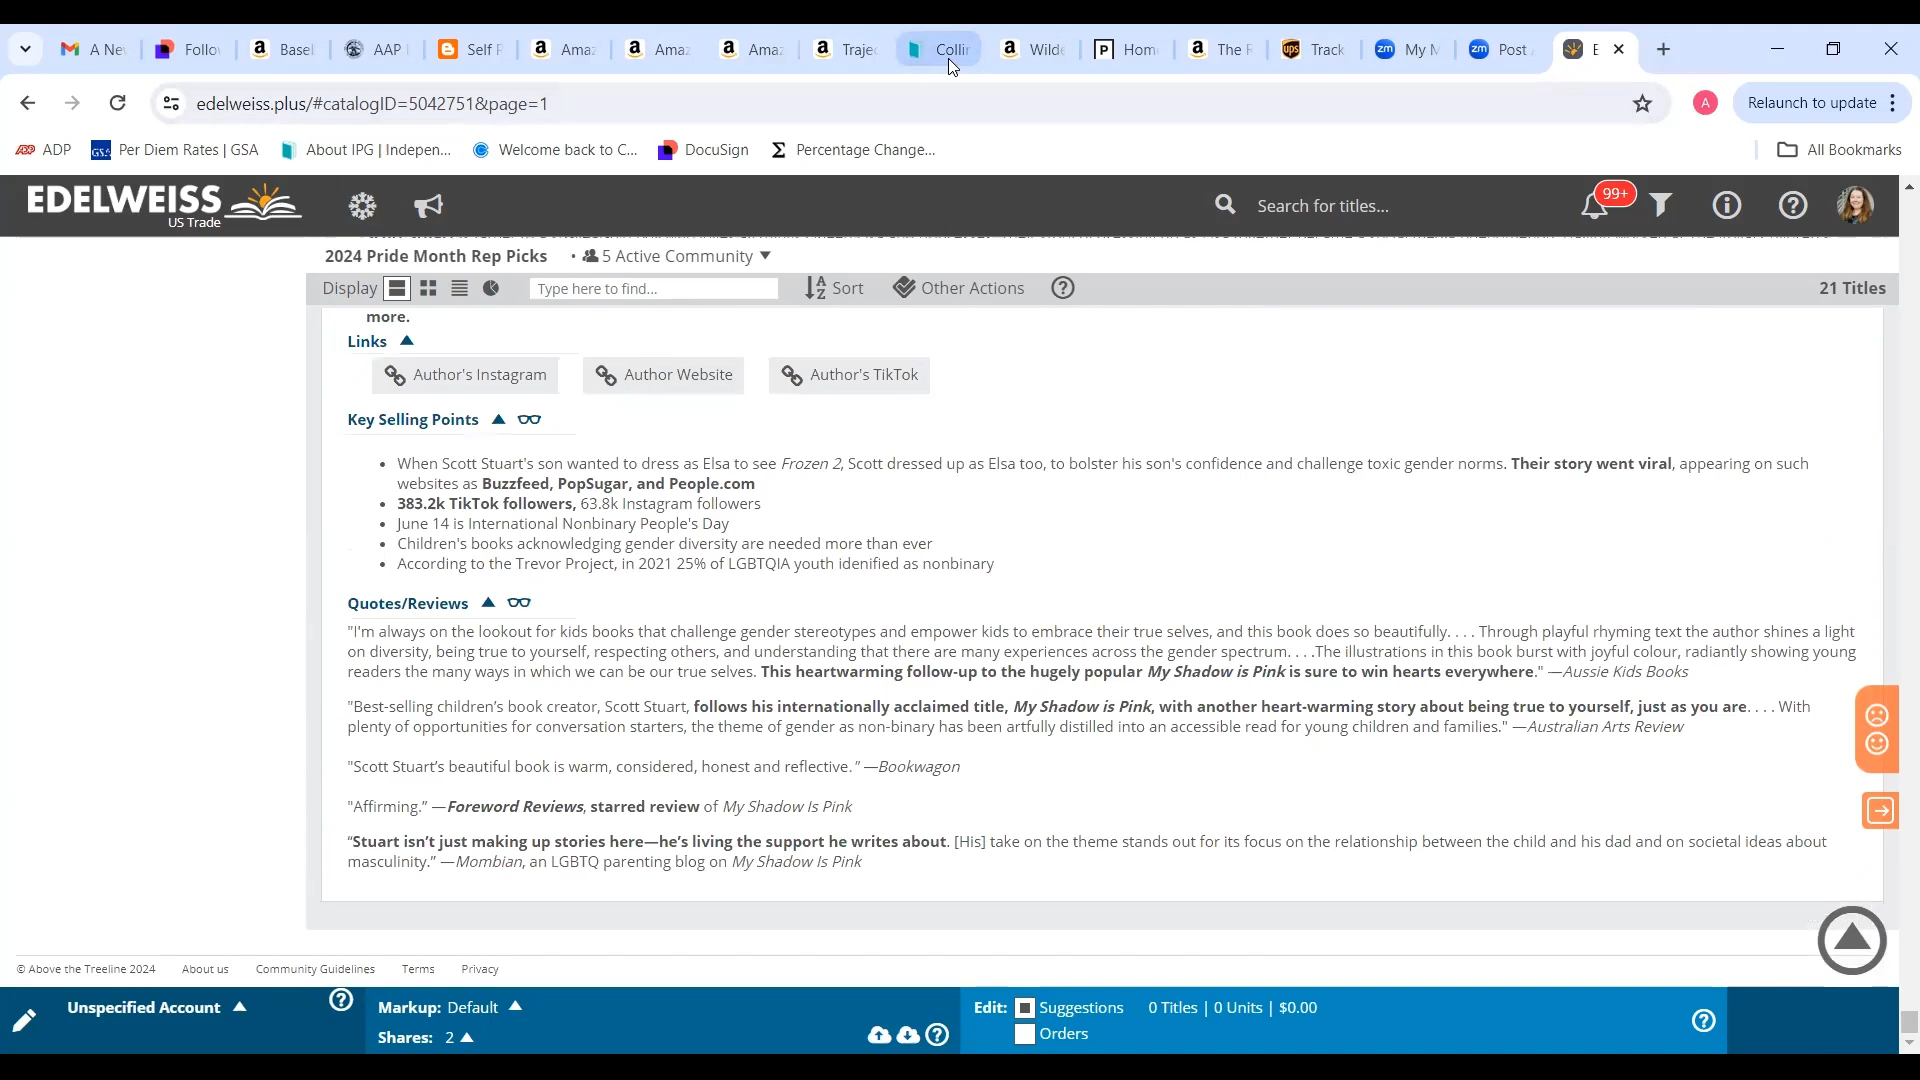 A Ne
Follo
Basel
AAP
Self P
Amaz
Amaz
Amaz
Traje
Collin
Wilde
Hom
The R
Track
My M
Post
E
edelweiss.plus/#catalogID=5042751&page=1
A
Relaunch to update
ADP
Per Diem Rates | GSA
About IPG | Indepen...
Welcome back to C...
DocuSign
Percentage Change...
All Bookmarks
EDELWEISS
US Trade
Search for titles...
99+
2024 Pride Month Rep Picks • 5 Active Community
Display
Type here to find...
Sort
Other Actions
21 Titles
more.
Links
Author's Instagram
Author Website
Author's TikTok
Key Selling Points
• When Scott Stuart's son wanted to dress as Elsa to see Frozen 2, Scott dressed up as Elsa too, to bolster his son's confidence and challenge toxic gender norms. Their story went viral, appearing on such
websites as Buzzfeed, PopSugar, and People.com
• 383.2k TikTok followers, 63.8k Instagram followers
• June 14 is International Nonbinary People's Day
• Children's books acknowledging gender diversity are needed more than ever
• According to the Trevor Project, in 2021 25% of LGBTQIA youth idenified as nonbinary
Quotes/Reviews
"I'm always on the lookout for kids books that challenge gender stereotypes and empower kids to embrace their true selves, and this book does so beautifully. . . . Through playful rhyming text the author shines a light
on diversity, being true to yourself, respecting others, and understanding that there are many experiences across the gender spectrum. . . .The illustrations in this book burst with joyful colour, radiantly showing young
readers the many ways in which we can be our true selves. This heartwarming follow-up to the hugely popular My Shadow is Pink is sure to win hearts everywhere." —Aussie Kids Books
"Best-selling children's book creator, Scott Stuart, follows his internationally acclaimed title, My Shadow is Pink, with another heart-warming story about being true to yourself, just as you are. . . . With
plenty of opportunities for conversation starters, the theme of gender as non-binary has been artfully distilled into an accessible read for young children and families." —Australian Arts Review
"Scott Stuart’s beautiful book is warm, considered, honest and reflective." —Bookwagon
"Affirming.” —Foreword Reviews, starred review of My Shadow Is Pink
“Stuart isn’t just making up stories here—he’s living the support he writes about. [His] take on the theme stands out for its focus on the relationship between the child and his dad and on societal ideas about
masculinity.” —Mombian, an LGBTQ parenting blog on My Shadow Is Pink
© Above the Treeline 2024
About us
Community Guidelines
Terms
Privacy
Unspecified Account
Markup: Default
Shares: 2
Edit:
Suggestions
0 Titles | 0 Units | $0.00
Orders